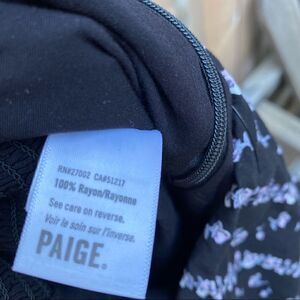 RN#27002 CA#51217
100% Rayon/Rayonne
See care on reverse.
Voir le soin sur l'inverse.
PAIGE.